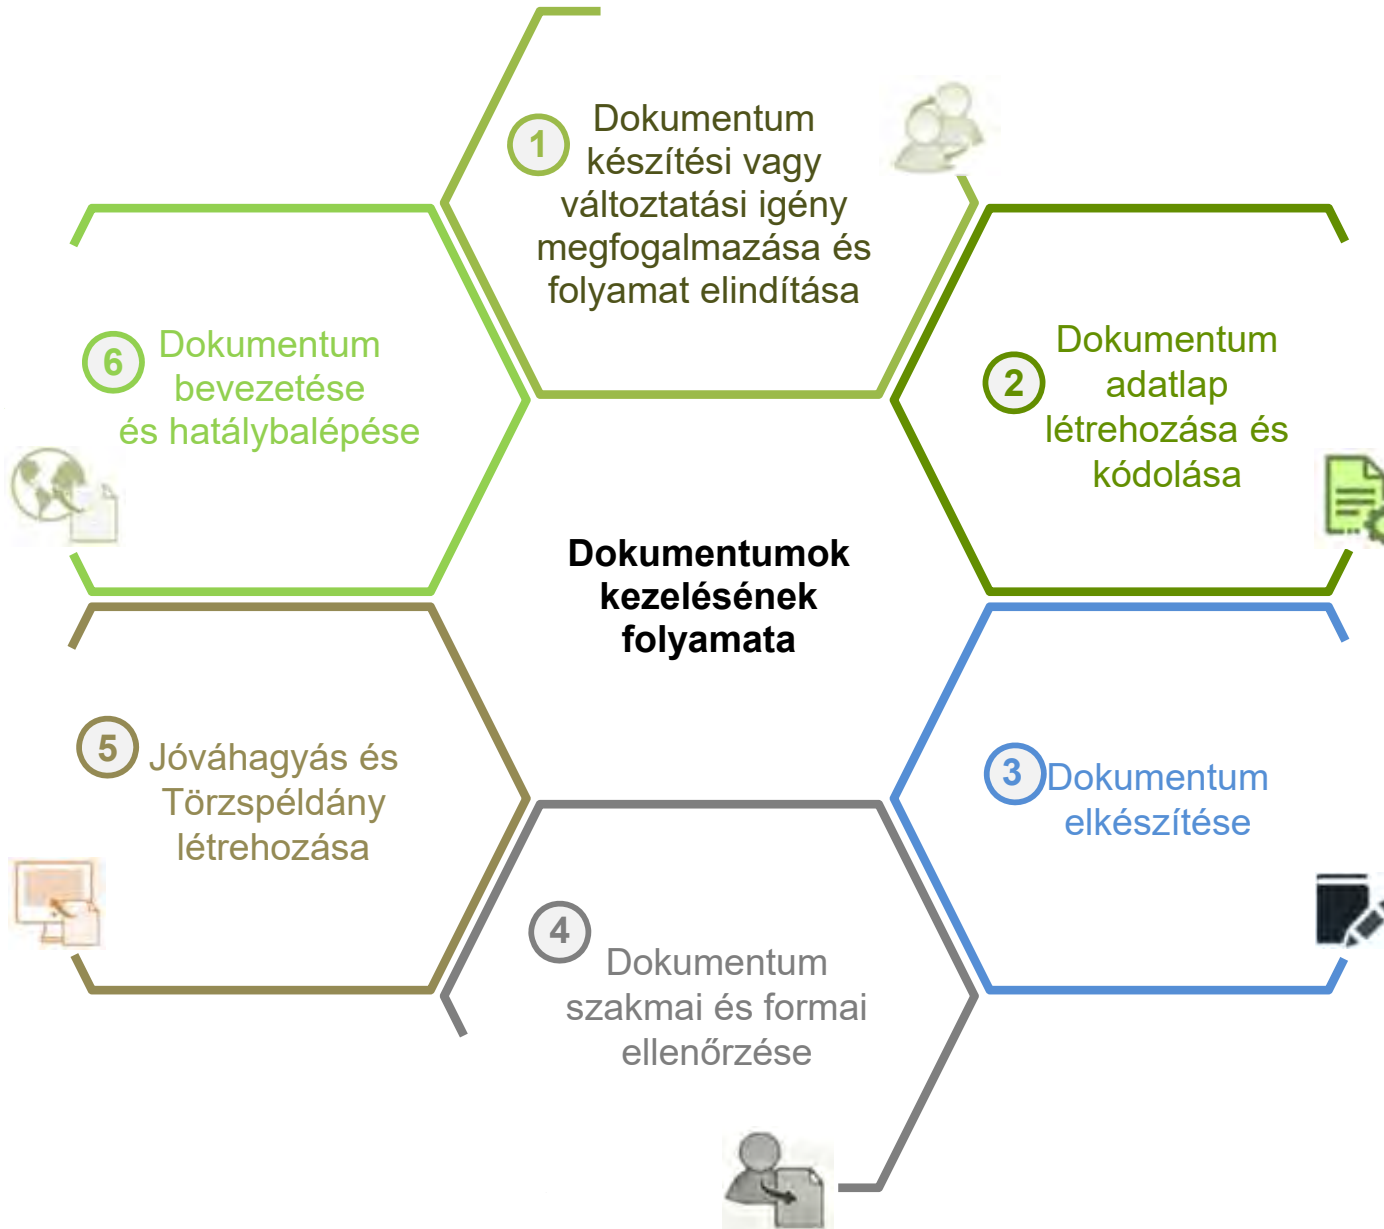 1
Dokumentum
készítési vagy
változtatási igény
megfogalmazása és
folyamat elindítása
2
Dokumentum
adatlap
létrehozása és
kódolása
3
Dokumentum
elkészítése
4
Dokumentum
szakmai és formai
ellenőrzése
5
Jóváhagyás és
Törzspéldány
létrehozása
6
Dokumentum
bevezetése
és hatálybalépése
Dokumentumok
kezelésének
folyamata